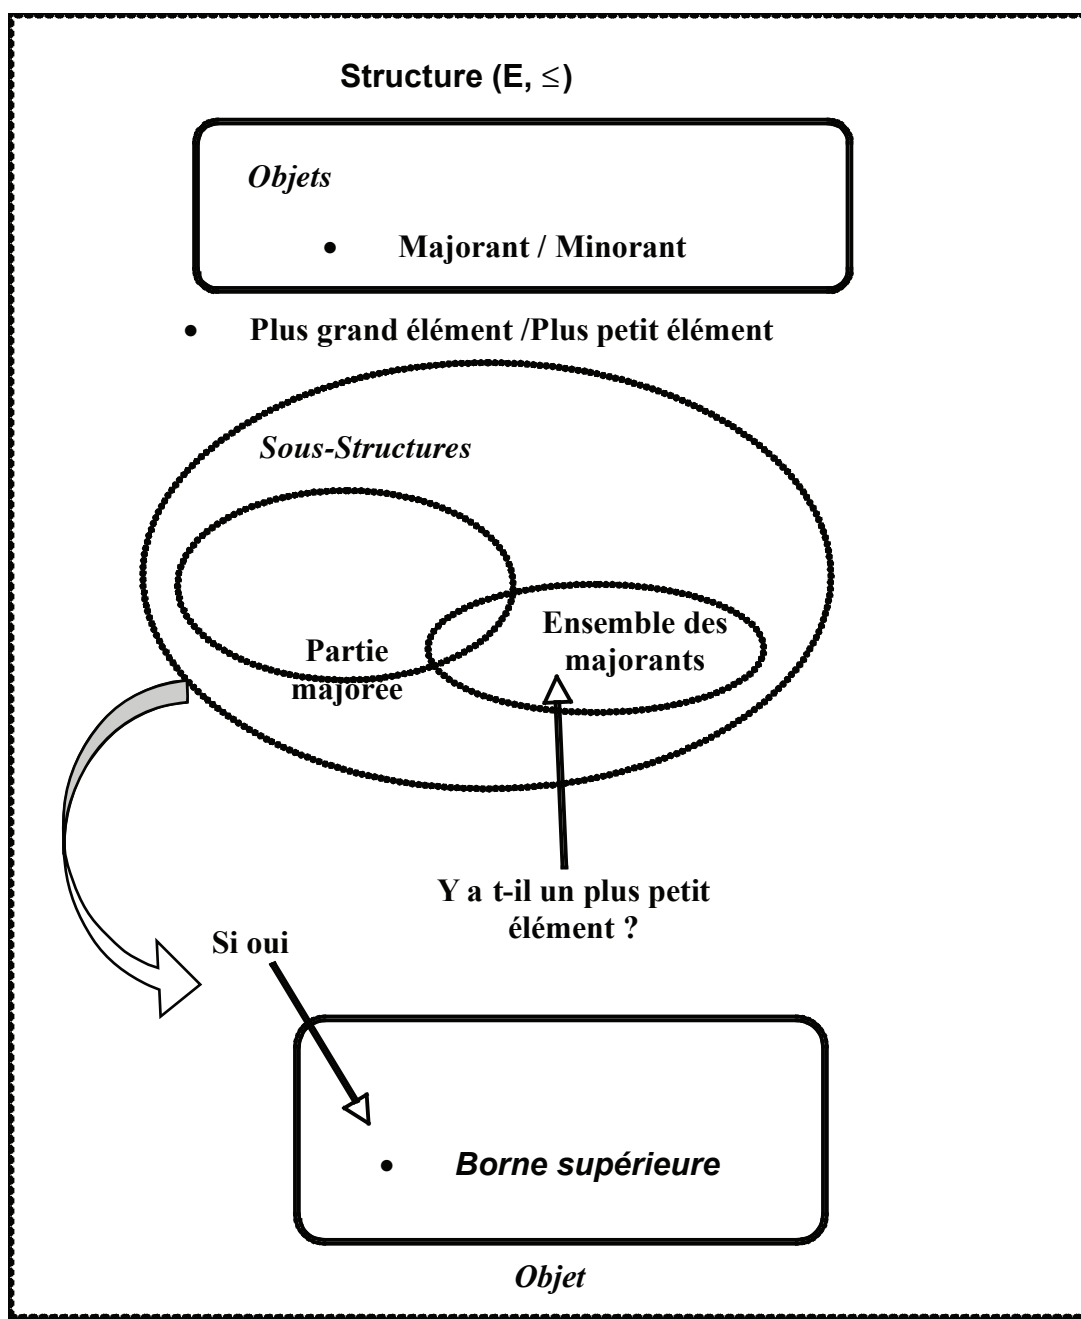 Structure (E, ≤)
Objets
• Majorant / Minorant
• Plus grand élément /Plus petit élément
Sous-Structures
Partie
majorée
Ensemble des
majorants
Y a t-il un plus petit
élément ?
Si oui
• Borne supérieure
Objet